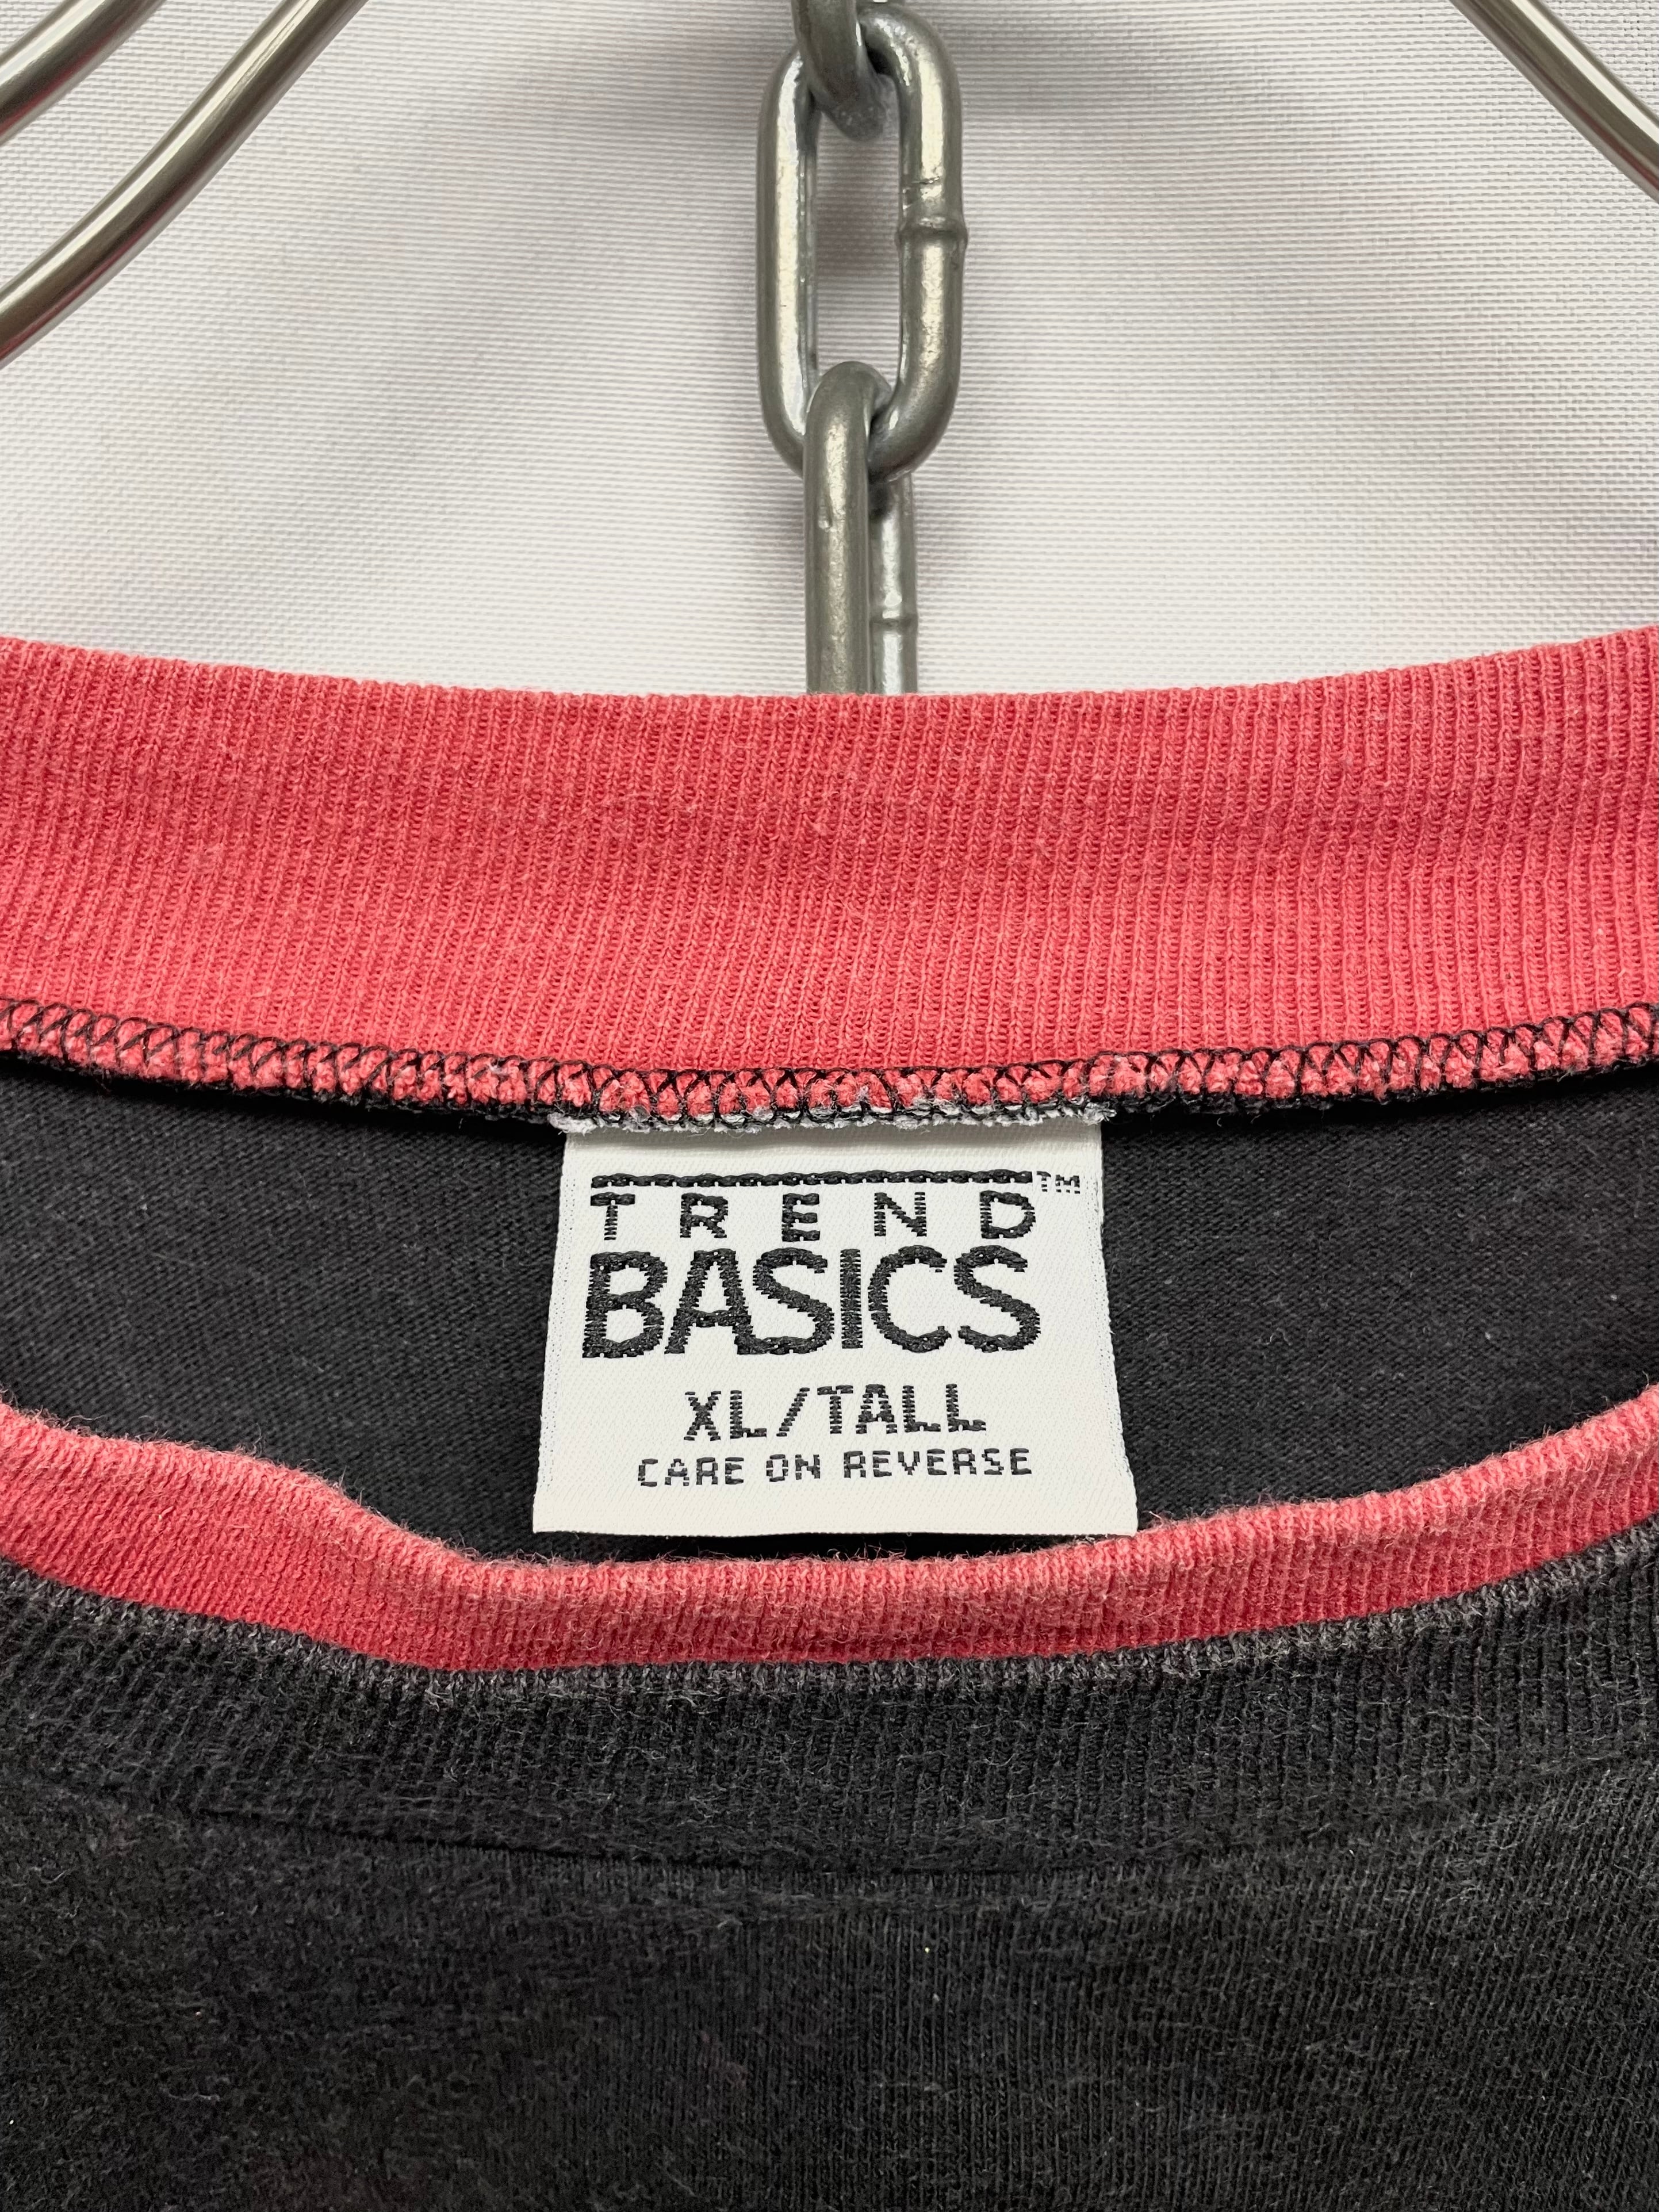 TREND™
BASICS
XL/TALL
CARE ON REVERSE